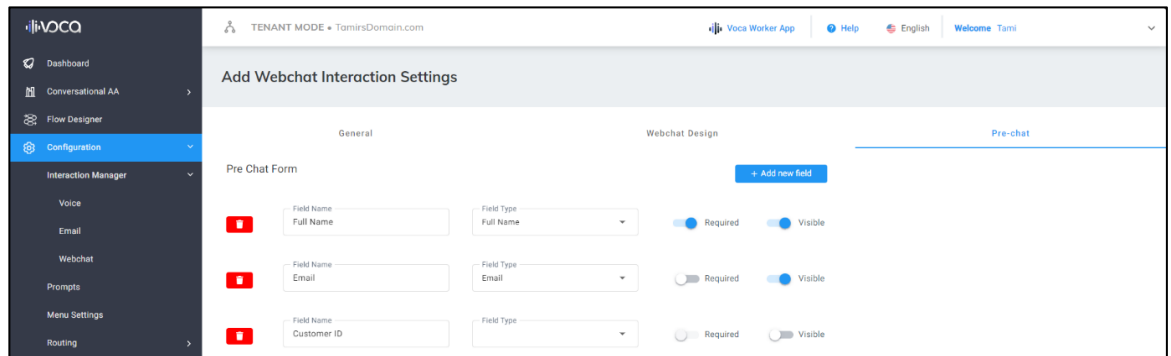 VOCA
TENANT MODE • TamirsDomain.com
Voca Worker App
Help
English
Welcome Tami
Dashboard
Conversational AA
Flow Designer
Configuration
Interaction Manager
Voice
Email
Webchat
Prompts
Menu Settings
Routing
Add Webchat Interaction Settings
General
Webchat Design
Pre-chat
Pre Chat Form
+ Add new field
Field Name
Full Name
Field Type
Full Name
Required
Visible
Field Name
Email
Field Type
Email
Required
Visible
Field Name
Customer ID
Field Type
Required
Visible